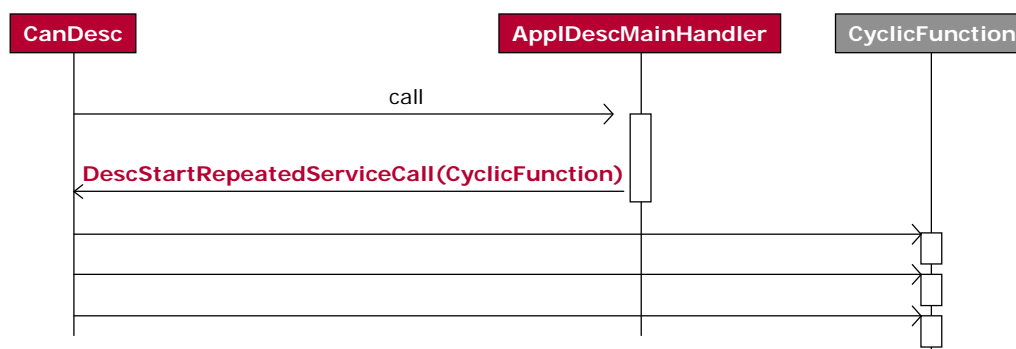 CanDesc
ApplDescMainHandler
CyclicFunction
call
DescStartRepeatedServiceCall(CyclicFunction)